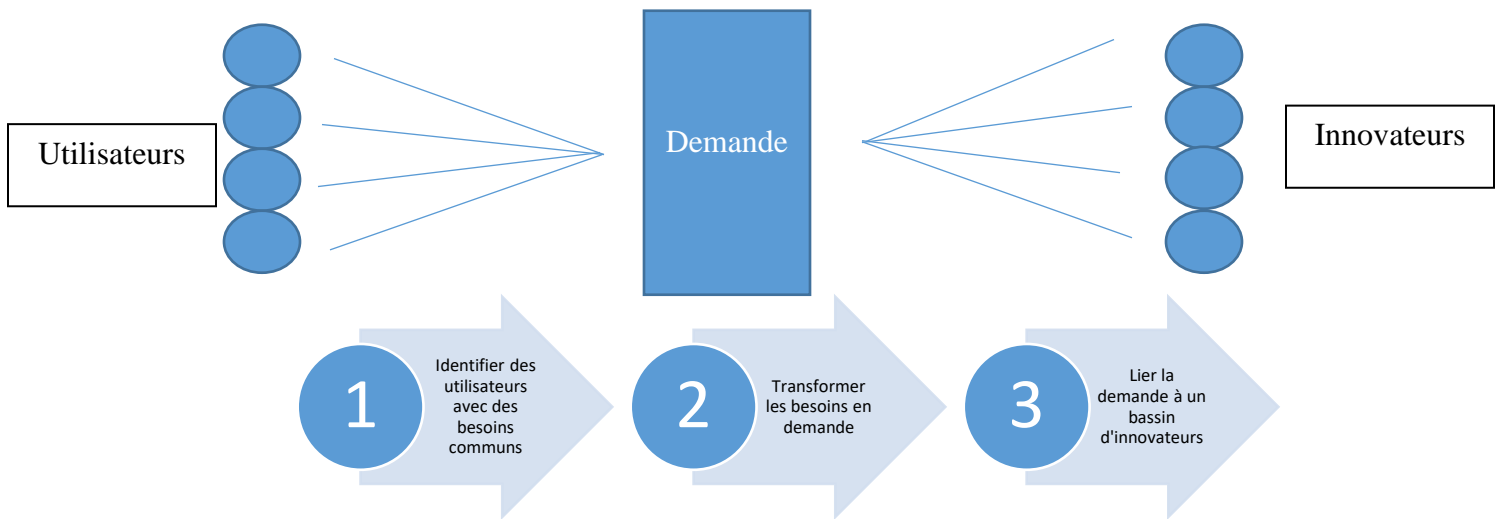 Utilisateurs
Demande
Innovateurs
1
Identifier des
utilisateurs
avec des
besoins
communs
2
Transformer
les besoins en
demande
3
Lier la
demande à un
bassin
d'innovateurs